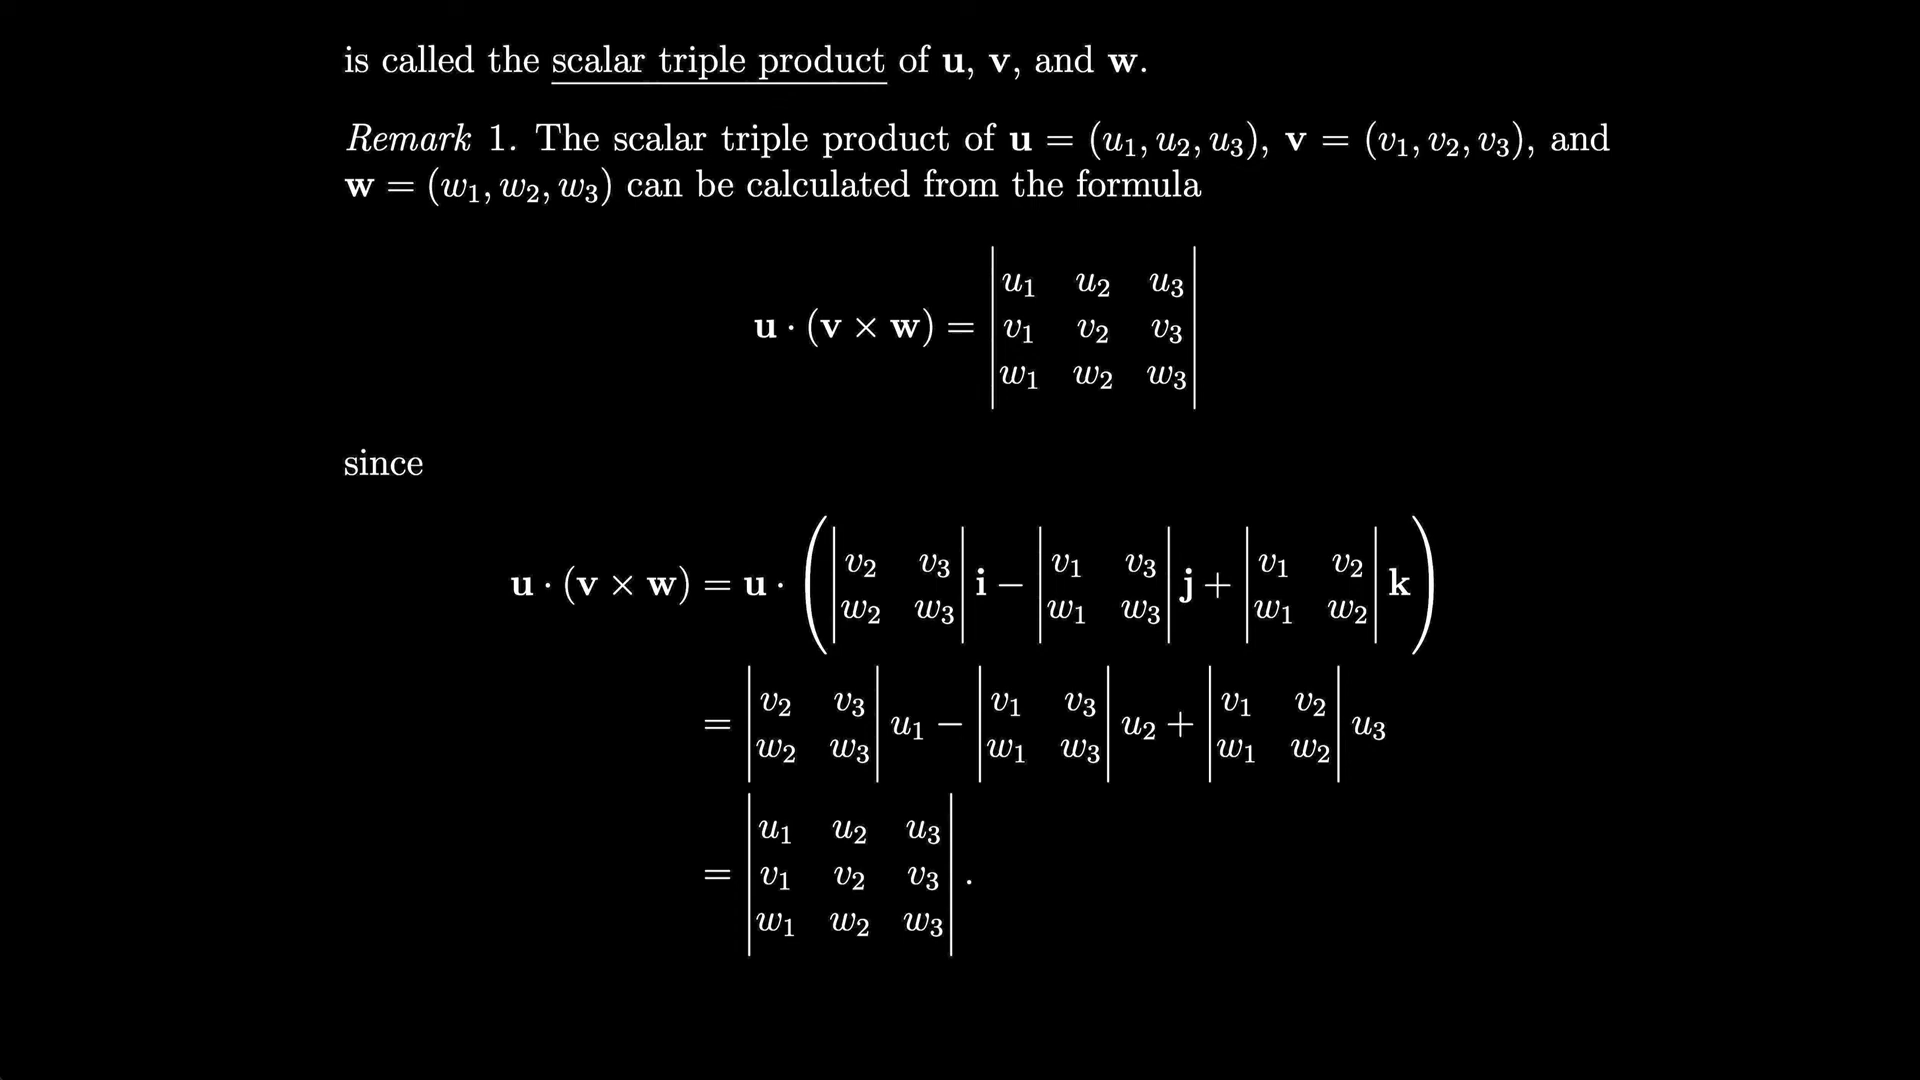 is called the scalar triple product of u, v, and w.
Remark 1. The scalar triple product of u = (u₁, u₂, u₃), v = (v₁, v₂, v₃), and
w = (w₁, w₂, w₃) can be calculated from the formula
u · (v × w) = | u₁ u₂ u₃ |
| v₁ v₂ v₃ |
| w₁ w₂ w₃ |
since
u · (v × w) = u · ( | v₂ v₃ ; w₂ w₃ | i − | v₁ v₃ ; w₁ w₃ | j + | v₁ v₂ ; w₁ w₂ | k )
= | v₂ v₃ ; w₂ w₃ | u₁ − | v₁ v₃ ; w₁ w₃ | u₂ + | v₁ v₂ ; w₁ w₂ | u₃
= | u₁ u₂ u₃ |
| v₁ v₂ v₃ | .
| w₁ w₂ w₃ |